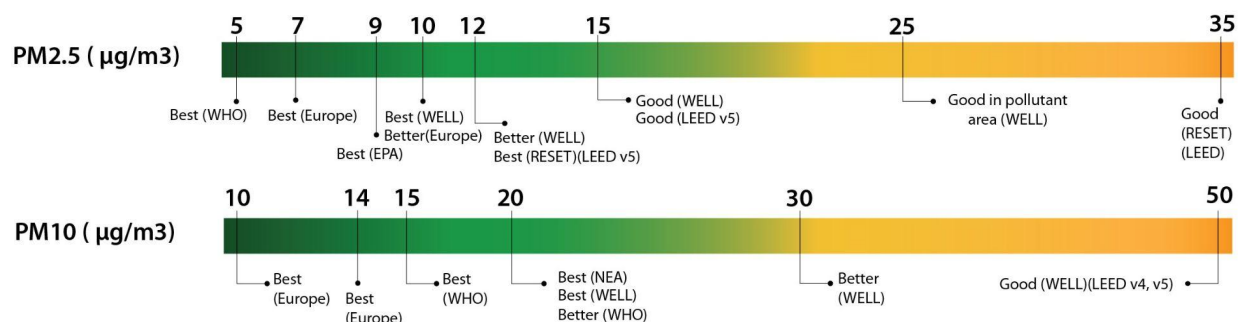 5 7 9 10 12 15 25 35
PM2.5 ( µg/m3)
Best (WHO)
Best (Europe)
Best (EPA)
Best (WELL)
Better(Europe)
Better (WELL)
Best (RESET)(LEED v5)
Good (WELL)
Good (LEED v5)
Good in pollutant
area (WELL)
Good
(RESET)
(LEED)
10 14 15 20 30 50
PM10 ( µg/m3)
Best
(Europe)
Best
(Europe)
Best
(WHO)
Best (NEA)
Best (WELL)
Better (WHO)
Better
(WELL)
Good (WELL)(LEED v4, v5)